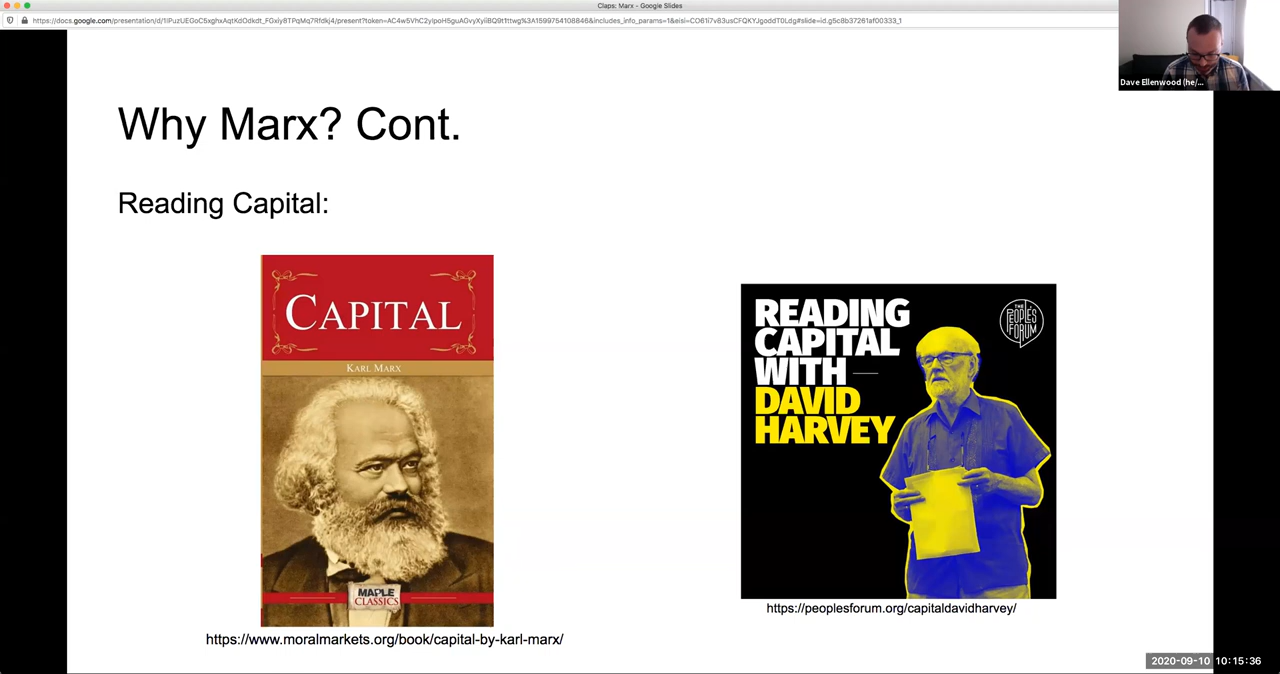 Claps: Marx - Google Slides
Dave Ellenwood (he/...
Why Marx? Cont.
Reading Capital:
CAPITAL
KARL MARX
MAPLE
CLASSICS
https://www.moralmarkets.org/book/capital-by-karl-marx/
READING
CAPITAL
WITH
DAVID
HARVEY
THE
PEOPLE'S
FORUM
https://peoplesforum.org/capitaldavidharvey/
2020-09-10 10:15:36